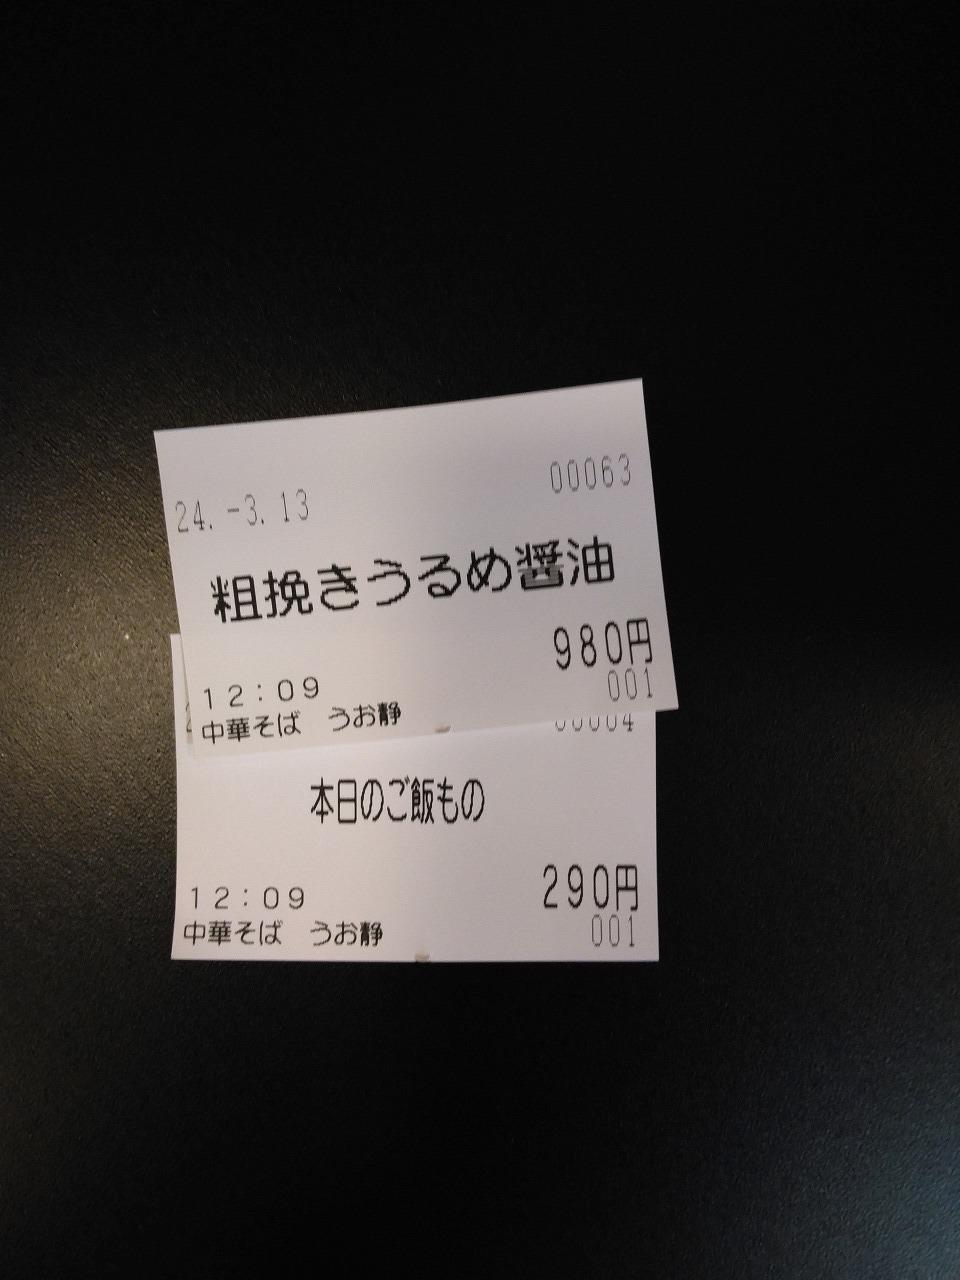 24.-3.13
00063
粗挽きうるめ醤油
980円
12:09
001
中華そば うお静
00064
本日のご飯もの
290円
12:09
001
中華そば うお静